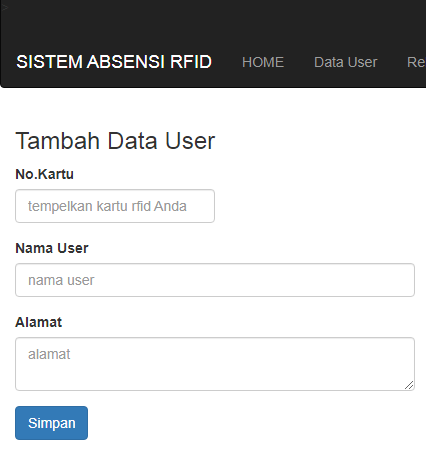 >
SISTEM ABSENSI RFID HOME Data User Re
Tambah Data User
No.Kartu
tempelkan kartu rfid Anda
Nama User
nama user
Alamat
alamat
Simpan